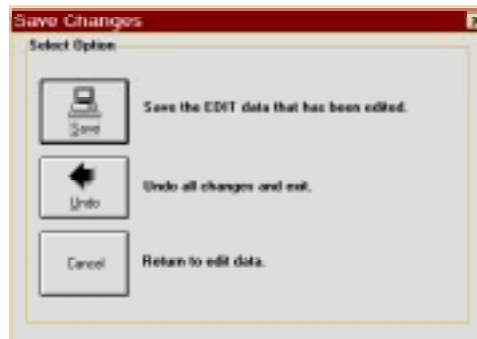 Save Changes
?
Select Option
Save
Save the EDIT data that has been edited.
Undo
Undo all changes and exit.
Cancel
Return to edit data.